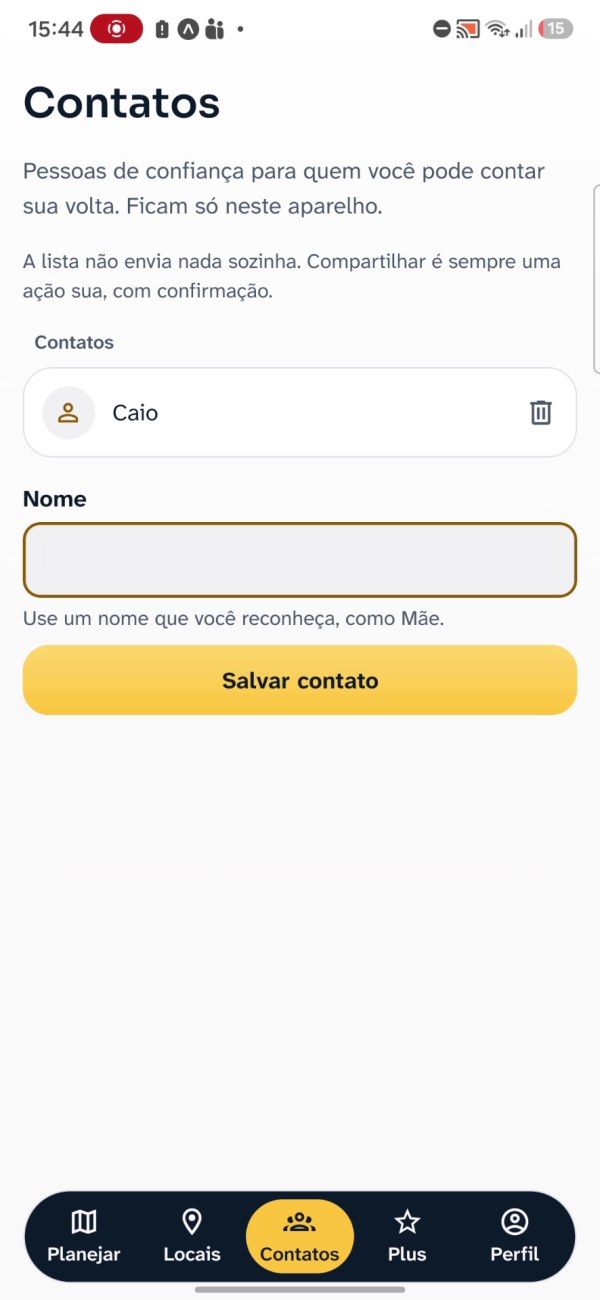 15:44
15
Contatos
Pessoas de confiança para quem você pode contar
sua volta. Ficam só neste aparelho.
A lista não envia nada sozinha. Compartilhar é sempre uma
ação sua, com confirmação.
Contatos
Caio
Nome
Use um nome que você reconheça, como Mãe.
Salvar contato
Planejar
Locais
Contatos
Plus
Perfil